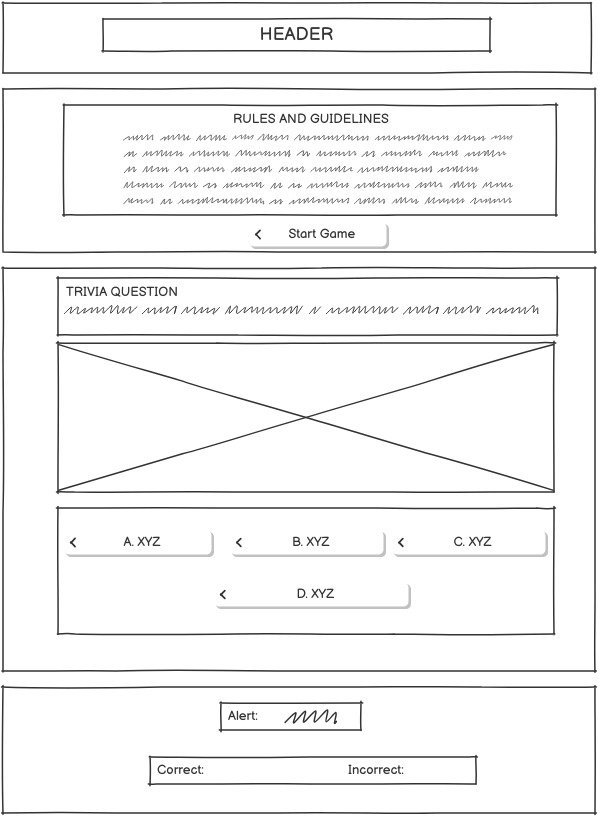 HEADER
RULES AND GUIDELINES
Start Game
TRIVIA QUESTION
A. XYZ
B. XYZ
C. XYZ
D. XYZ
Alert:
Correct:
Incorrect: